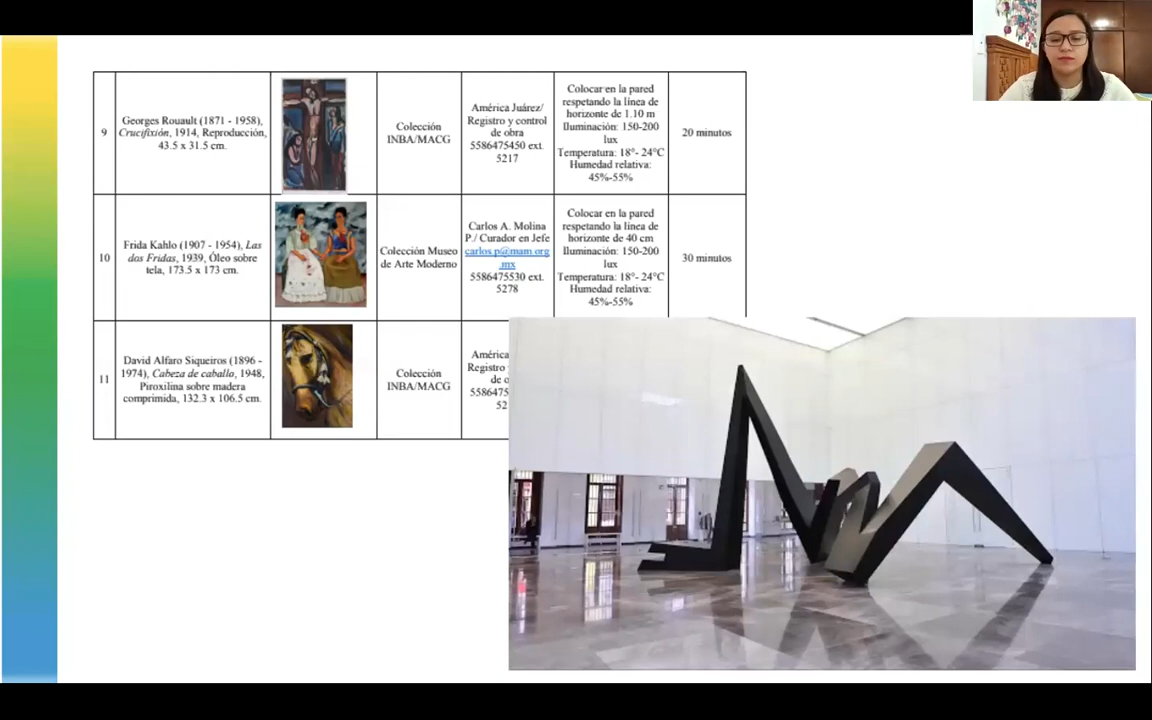 9
Georges Rouault (1871 - 1958),
Crucifixión, 1914, Reproducción,
43.5 x 31.5 cm.
Colección
INBA/MACG
América Juárez/
Registro y control
de obra
5586475450 ext.
5217
Colocar en la pared
respetando la línea de
horizonte de 1.10 m
Iluminación: 150-200
lux
Temperatura: 18°- 24°C
Humedad relativa:
45%-55%
20 minutos
10
Frida Kahlo (1907 - 1954), Las
dos Fridas, 1939, Óleo sobre
tela, 173.5 x 173 cm.
Colección Museo
de Arte Moderno
Carlos A. Molina
P./ Curador en Jefe
carlos.p@mam.org
.mx
5586475530 ext.
5278
Colocar en la pared
respetando la línea de
horizonte de 40 cm
Iluminación: 150-200
lux
Temperatura: 18°- 24°C
Humedad relativa:
45%-55%
30 minutos
11
David Alfaro Siqueiros (1896 -
1974), Cabeza de caballo, 1948,
Piroxilina sobre madera
comprimida, 132.3 x 106.5 cm.
Colección
INBA/MACG
América
Registro y
de o
5586475
52